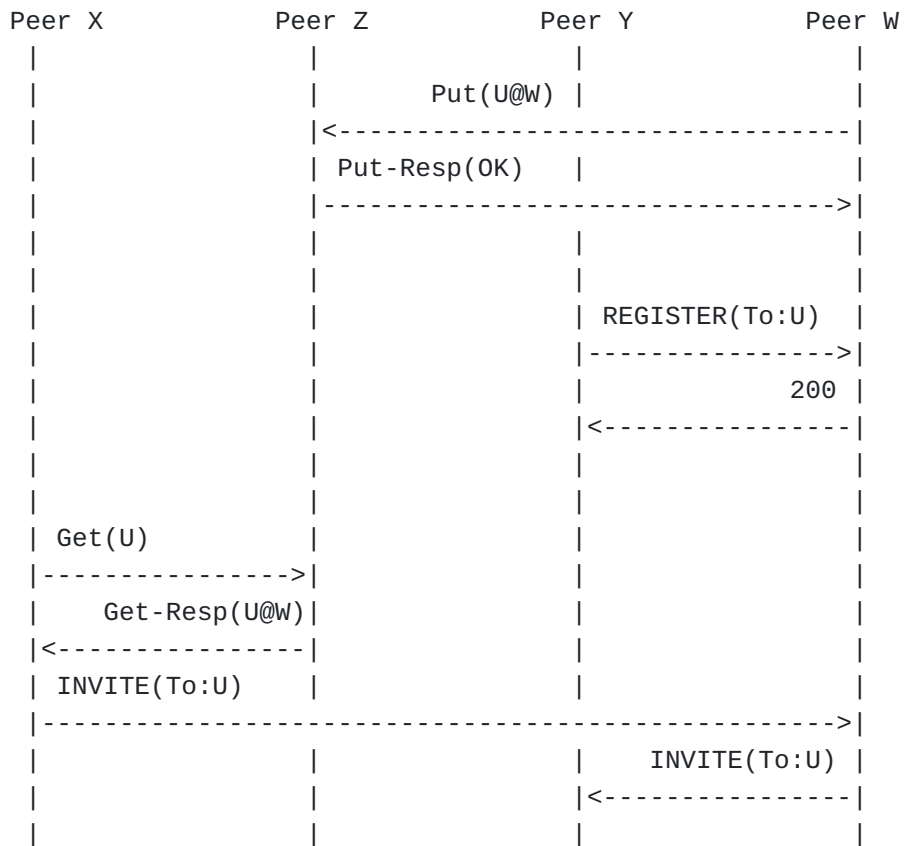 Peer X           Peer Z           Peer Y           Peer W
 |                 |                |                 |
 |                 |       Put(U@W) |                 |
 |                 |<---------------------------------|
 |                 | Put-Resp(OK)   |                 |
 |                 |--------------------------------->|
 |                 |                |                 |
 |                 |                |                 |
 |                 |                | REGISTER(To:U)  |
 |                 |                |---------------->|
 |                 |                |             200 |
 |                 |                |<----------------|
 |                 |                |                 |
 |                 |                |                 |
 | Get(U)          |                |                 |
 |---------------->|                |                 |
 |    Get-Resp(U@W)|                |                 |
 |<----------------|                |                 |
 | INVITE(To:U)    |                |                 |
 |--------------------------------------------------->|
 |                 |                |    INVITE(To:U) |
 |                 |                |<----------------|
 |                 |                |                 |